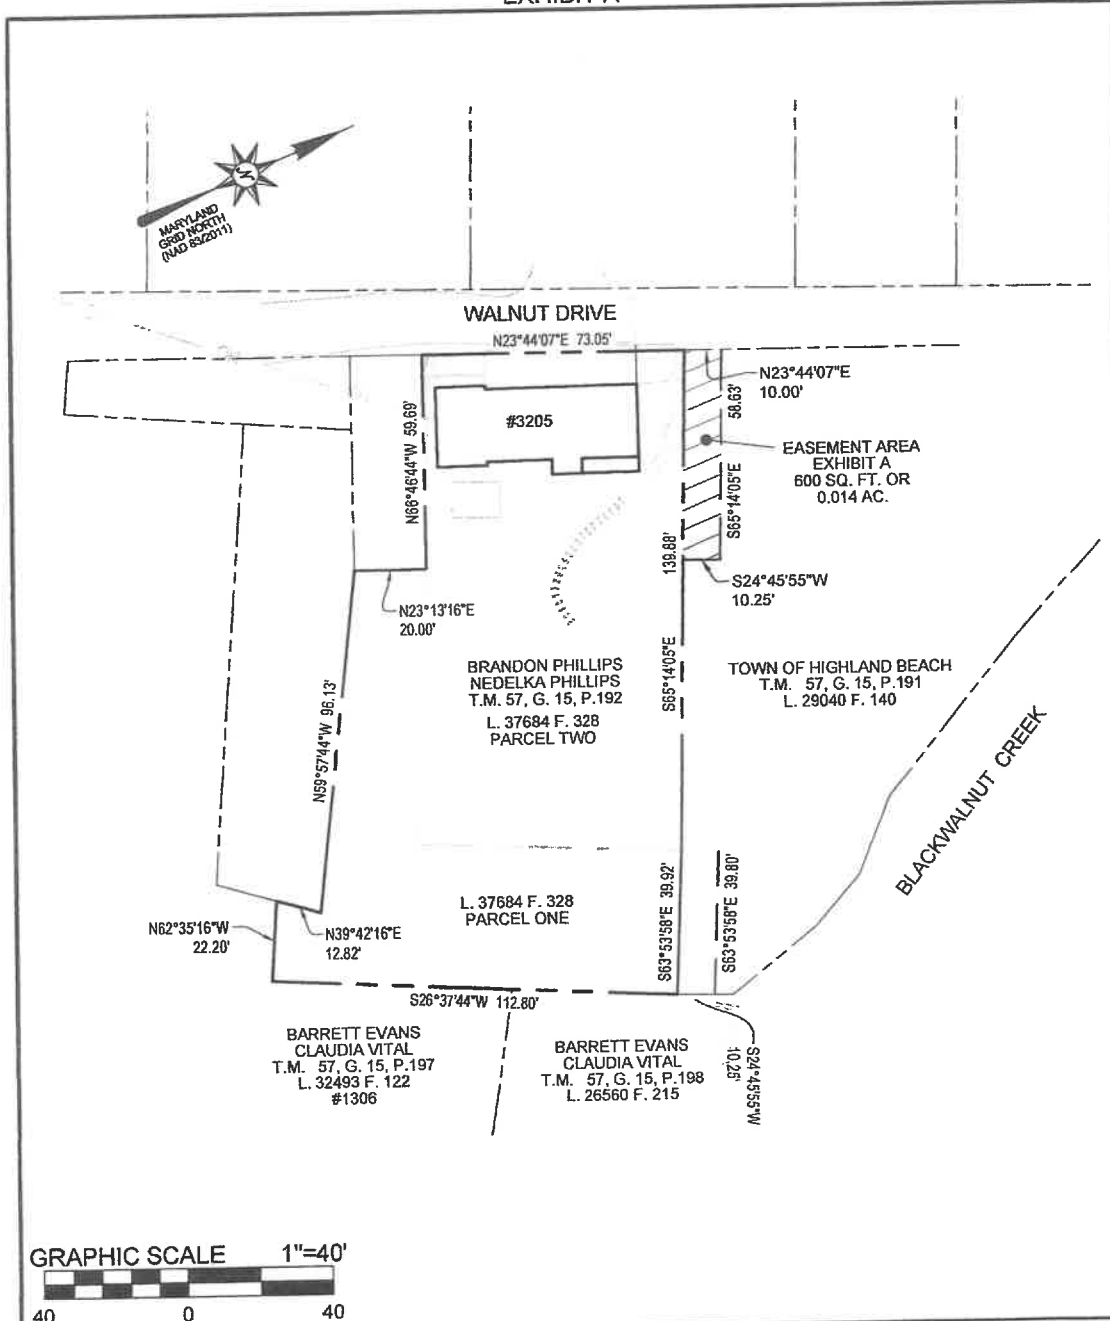 EXHIBIT A
N
MARYLAND
GRID NORTH
(NAD 83/2011)
WALNUT DRIVE
N23°44'07"E 73.05'
N23°44'07"E
10.00'
#3205
58.63'
S65°14'05"E
EASEMENT AREA
EXHIBIT A
600 SQ. FT. OR
0.014 AC.
N66°46'44"W 59.69'
139.88'
S65°14'05"E
S24°45'55"W
10.25'
N23°13'16"E
20.00'
BRANDON PHILLIPS
NEDELKA PHILLIPS
T.M. 57, G. 15, P.192
L. 37684 F. 328
PARCEL TWO
TOWN OF HIGHLAND BEACH
T.M. 57, G. 15, P.191
L. 29040 F. 140
N59°57'44"W 96.13'
BLACKWALNUT CREEK
L. 37684 F. 328
PARCEL ONE
S63°53'58"E 39.92'
S63°53'58"E 39.80'
N62°35'16"W
22.20'
N39°42'16"E
12.82'
S26°37'44"W 112.80'
BARRETT EVANS
CLAUDIA VITAL
T.M. 57, G. 15, P.197
L. 32493 F. 122
#1306
BARRETT EVANS
CLAUDIA VITAL
T.M. 57, G. 15, P.198
L. 26560 F. 215
S24°45'55"W
10.26'
GRAPHIC SCALE 1"=40'
40 0 40